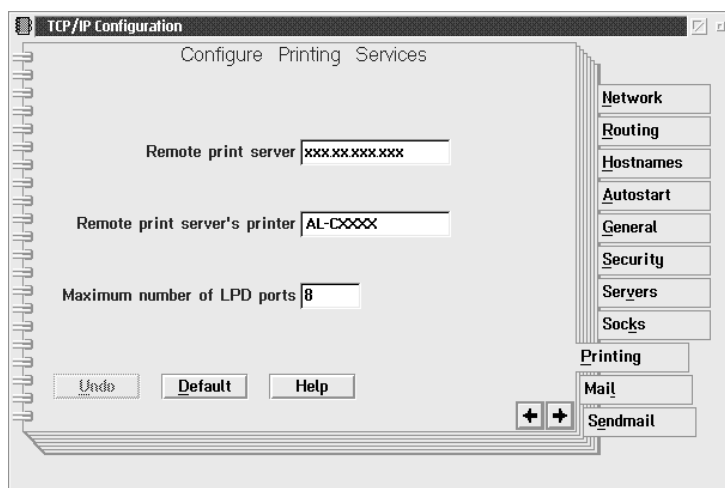 TCP/IP Configuration
Configure Printing Services
Remote print server xxx.xx.xxx.xxx
Remote print server's printer AL-CXXXX
Maximum number of LPD ports 8
Undo Default Help
Network
Routing
Hostnames
Autostart
General
Security
Servers
Socks
Printing
Mail
Sendmail